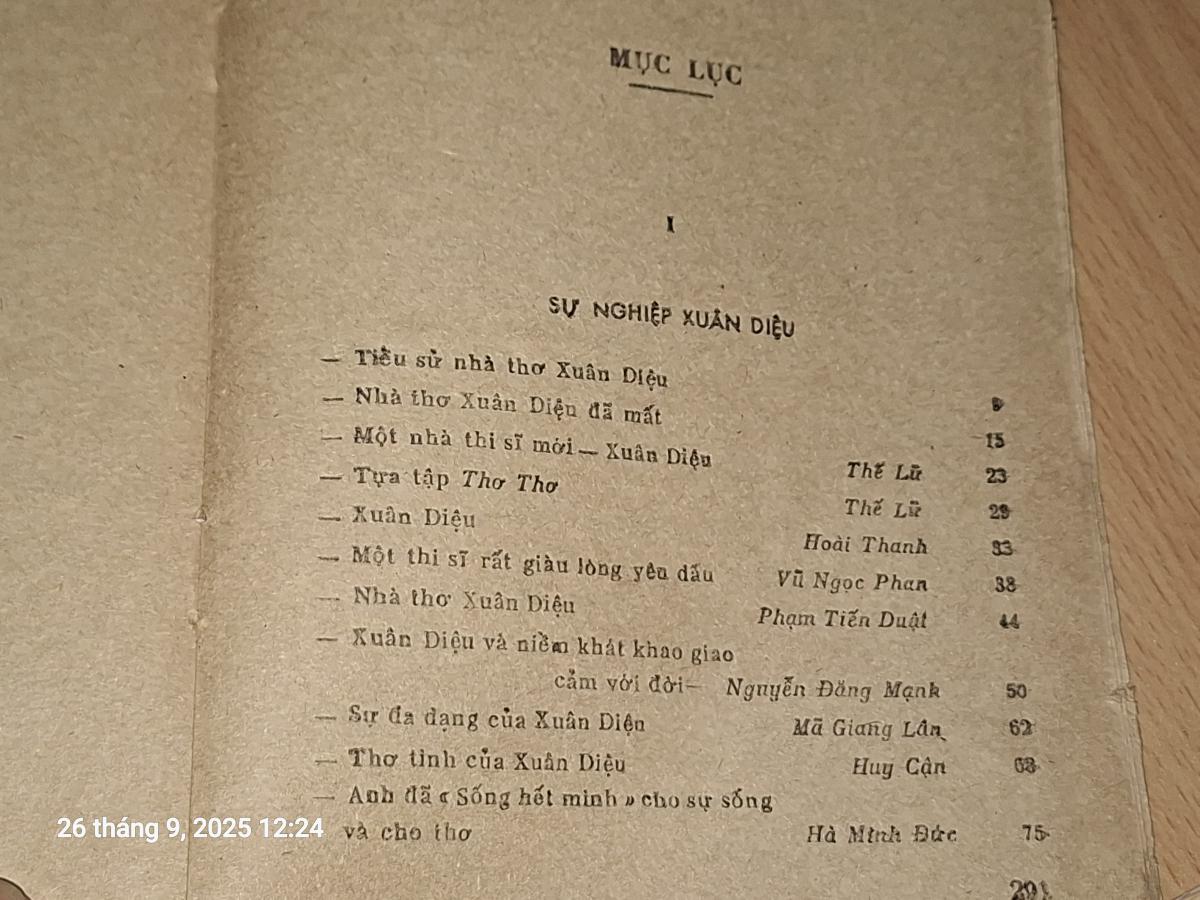 MỤC LỤC
I
SỰ NGHIỆP XUÂN DIỆU
— Tiểu sử nhà thơ Xuân Diệu 9
— Nhà thơ Xuân Diệu đã mất 15
— Một nhà thi sĩ mới — Xuân Diệu Thế Lữ 23
— Tựa tập Thơ Thơ Thế Lữ 29
— Xuân Diệu Hoài Thanh 33
— Một thi sĩ rất giàu lòng yêu dấu Vũ Ngọc Phan 38
— Nhà thơ Xuân Diệu Phạm Tiến Duật 44
— Xuân Diệu và niềm khát khao giao
cảm với đời — Nguyễn Đăng Mạnh 50
— Sự đa dạng của Xuân Diệu Mã Giang Lân 62
— Thơ tình của Xuân Diệu Huy Cận 68
— Anh đã « Sống hết mình » cho sự sống
và cho thơ Hà Minh Đức 75
26 tháng 9, 2025 12:24